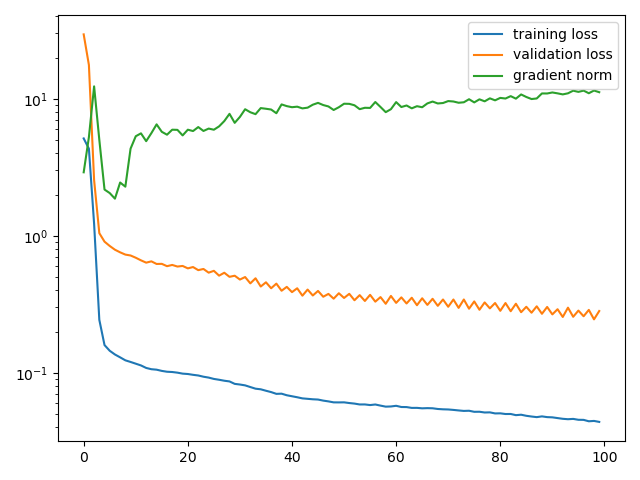 training loss
validation loss
gradient norm
10¹
10⁰
10⁻¹
0 20 40 60 80 100